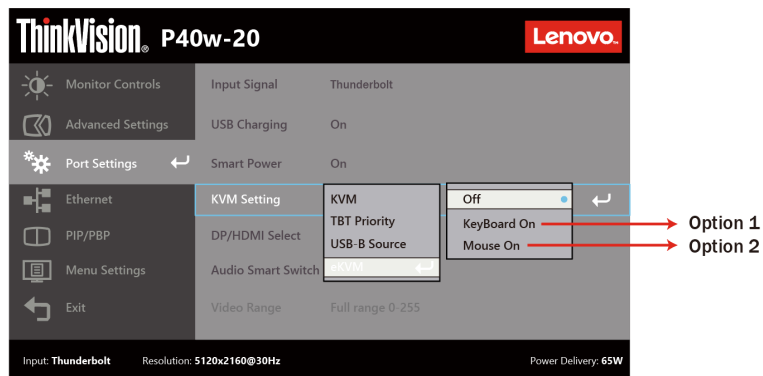 ThinkVision® P40w-20
Lenovo™
Monitor Controls
Input Signal Thunderbolt
Advanced Settings
USB Charging On
Port Settings
Smart Power On
Ethernet
KVM Setting
KVM
TBT Priority
USB-B Source
eKVM
Off
KeyBoard On
Mouse On
Option 1
Option 2
PIP/PBP
DP/HDMI Select
Menu Settings
Audio Smart Switch
Exit
Video Range Full range 0-255
Input: Thunderbolt Resolution: 5120x2160@30Hz Power Delivery: 65W